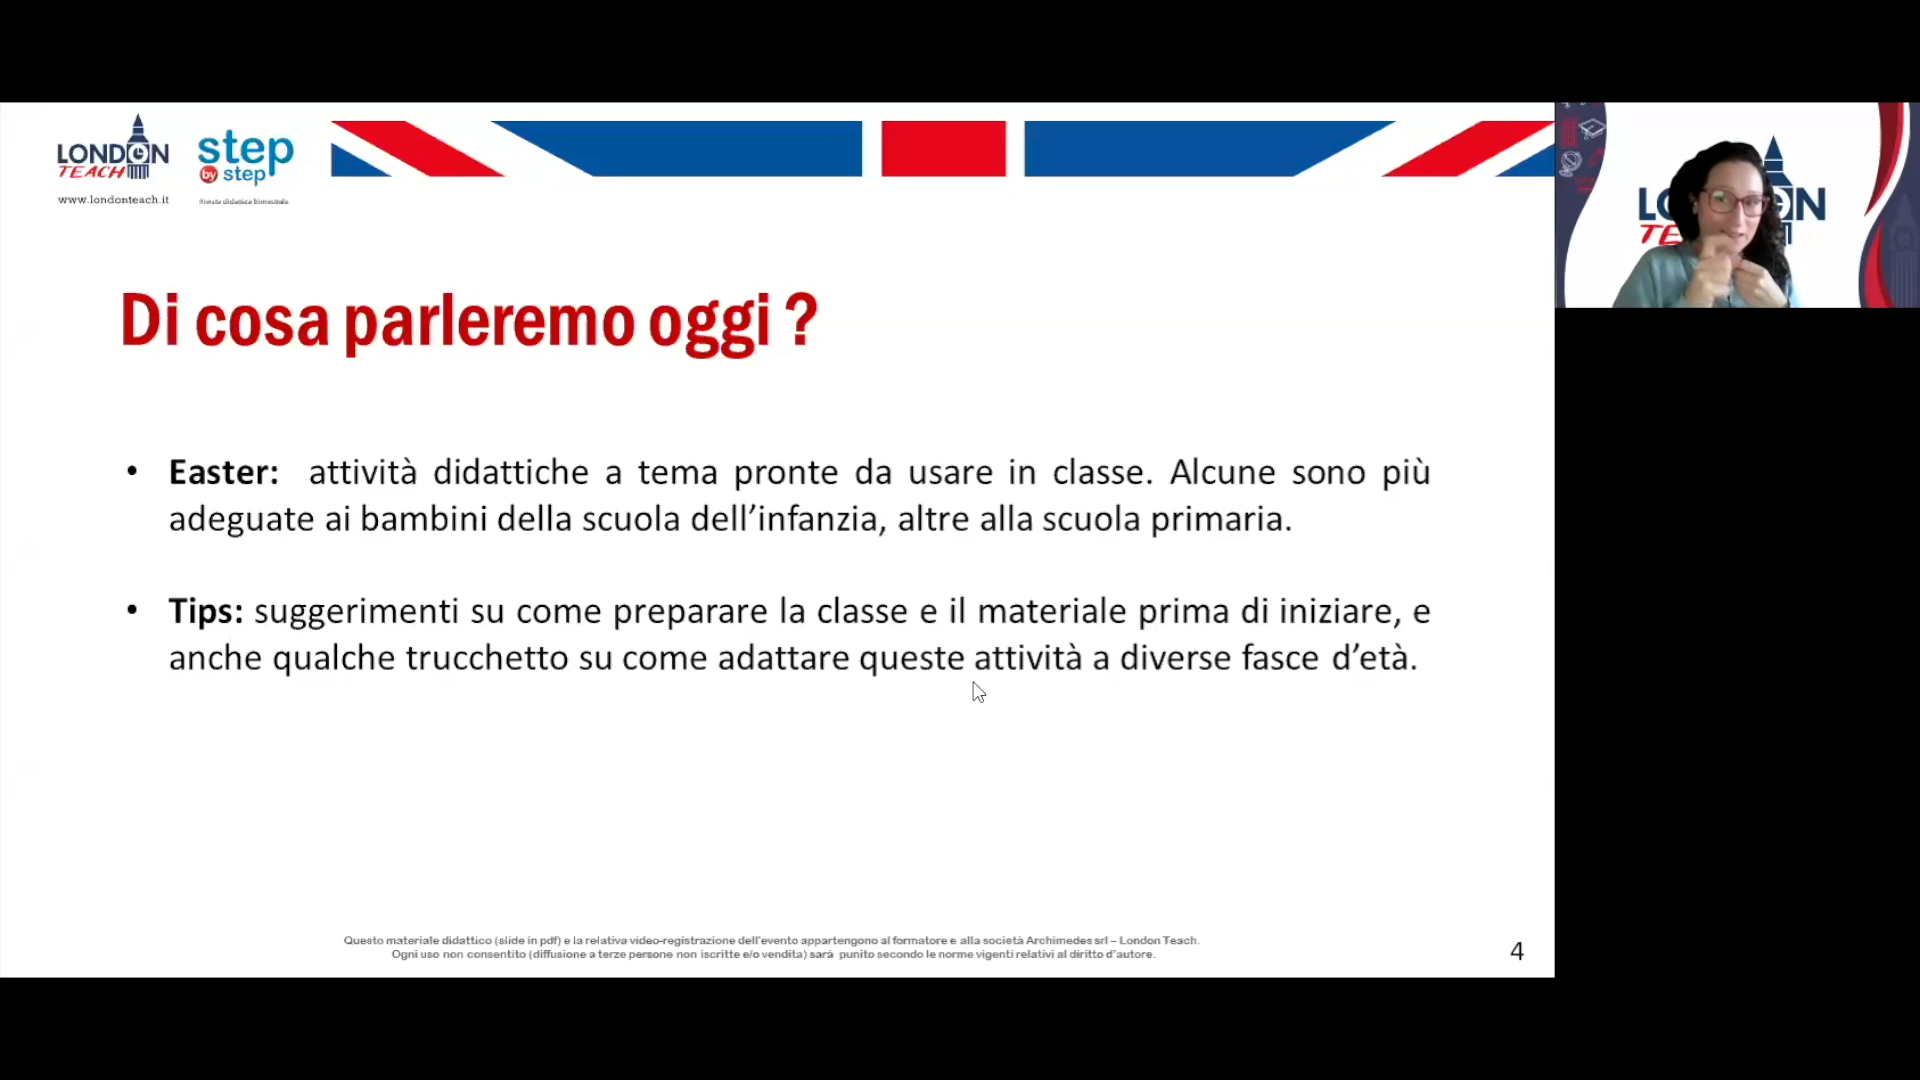 LONDON
TEACH
www.londonteach.it
step
by step
Rivista didattica bimestrale
Di cosa parleremo oggi ?
• Easter: attività didattiche a tema pronte da usare in classe. Alcune sono più
adeguate ai bambini della scuola dell’infanzia, altre alla scuola primaria.
• Tips: suggerimenti su come preparare la classe e il materiale prima di iniziare, e
anche qualche trucchetto su come adattare queste attività a diverse fasce d’età.
Questo materiale didattico (slide in pdf) e la relativa video-registrazione dell’evento appartengono al formatore e alla società Archimedes srl – London Teach.
Ogni uso non consentito (diffusione a terze persone non iscritte e/o vendita) sarà punito secondo le norme vigenti relativi al diritto d’autore.
4